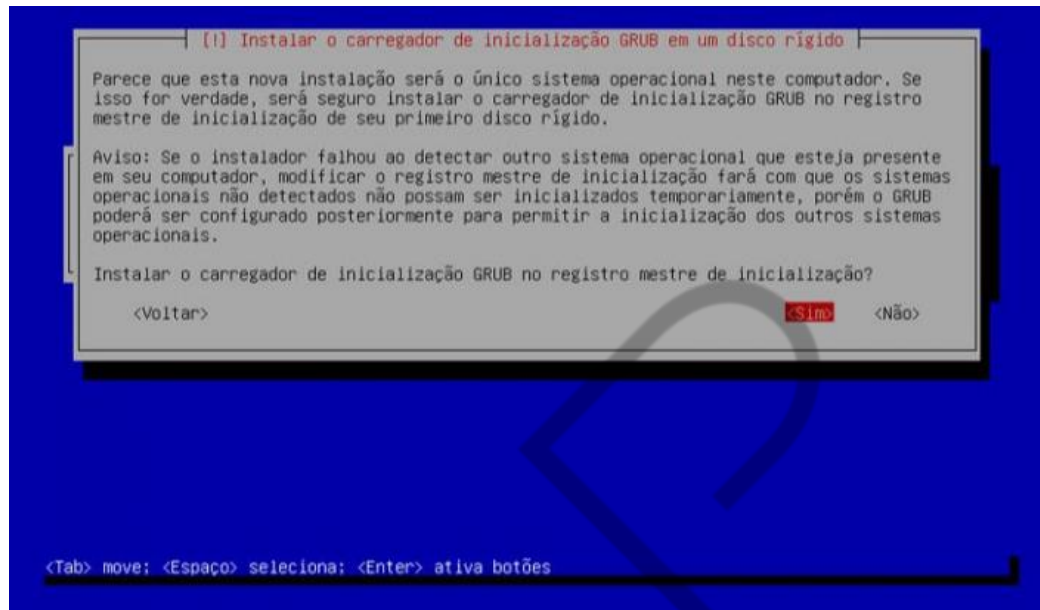 [!] Instalar o carregador de inicialização GRUB em um disco rígido
Parece que esta nova instalação será o único sistema operacional neste computador. Se
isso for verdade, será seguro instalar o carregador de inicialização GRUB no registro
mestre de inicialização de seu primeiro disco rígido.
Aviso: Se o instalador falhou ao detectar outro sistema operacional que esteja presente
em seu computador, modificar o registro mestre de inicialização fará com que os sistemas
operacionais não detectados não possam ser inicializados temporariamente, porém o GRUB
poderá ser configurado posteriormente para permitir a inicialização dos outros sistemas
operacionais.
Instalar o carregador de inicialização GRUB no registro mestre de inicialização?
<Voltar> <Sim> <Não>
<Tab> move; <Espaço> seleciona; <Enter> ativa botões